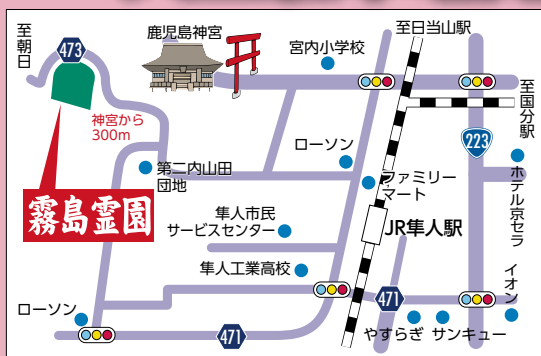 至朝日
473
鹿児島神宮
宮内小学校
至日当山駅
至国分駅
神宮から
300m
霧島霊園
第二内山田
団地
ローソン
ファミリー
マート
223
ホテル京セラ
隼人市民
サービスセンター
JR隼人駅
隼人工業高校
イオン
ローソン
471
471
やすらぎ
サンキュー